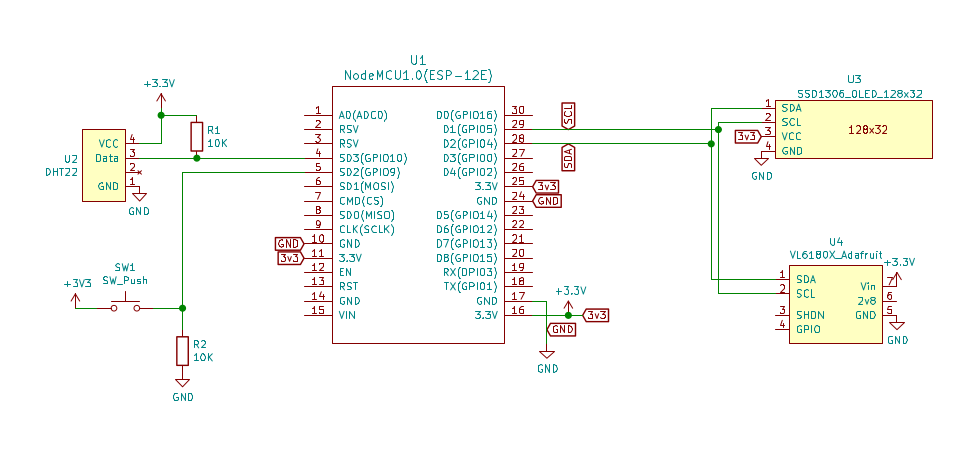 U1
NodeMCU1.0(ESP-12E)
1 A0(ADC0)
2 RSV
3 RSV
4 SD3(GPIO10)
5 SD2(GPIO9)
6 SD1(MOSI)
7 CMD(CS)
8 SD0(MISO)
9 CLK(SCLK)
GND 10 GND
3v3 11 3.3V
12 EN
13 RST
14 GND
15 VIN
D0(GPIO16) 30
D1(GPIO5) 29
D2(GPIO4) 28
D3(GPIO0) 27
D4(GPIO2) 26
3.3V 25 3v3
GND 24 GND
D5(GPIO14) 23
D6(GPIO12) 22
D7(GPIO13) 21
D8(GPIO15) 20
RX(DPIO3) 19
TX(GPIO1) 18
GND 17
3.3V 16
+3.3V
3v3
GND
GND
SCL
SDA
+3.3V
R1
10K
U2
DHT22
VCC 4
Data 3
2
GND 1
GND
+3V3
SW1
SW_Push
R2
10K
GND
U3
SSD1306_OLED_128x32
1 SDA
2 SCL
3v3 3 VCC
4 GND
128x32
GND
U4
VL6180X_Adafruit
+3.3V
1 SDA
2 SCL
3 SHDN
4 GPIO
Vin 7
2v8 6
GND 5
GND